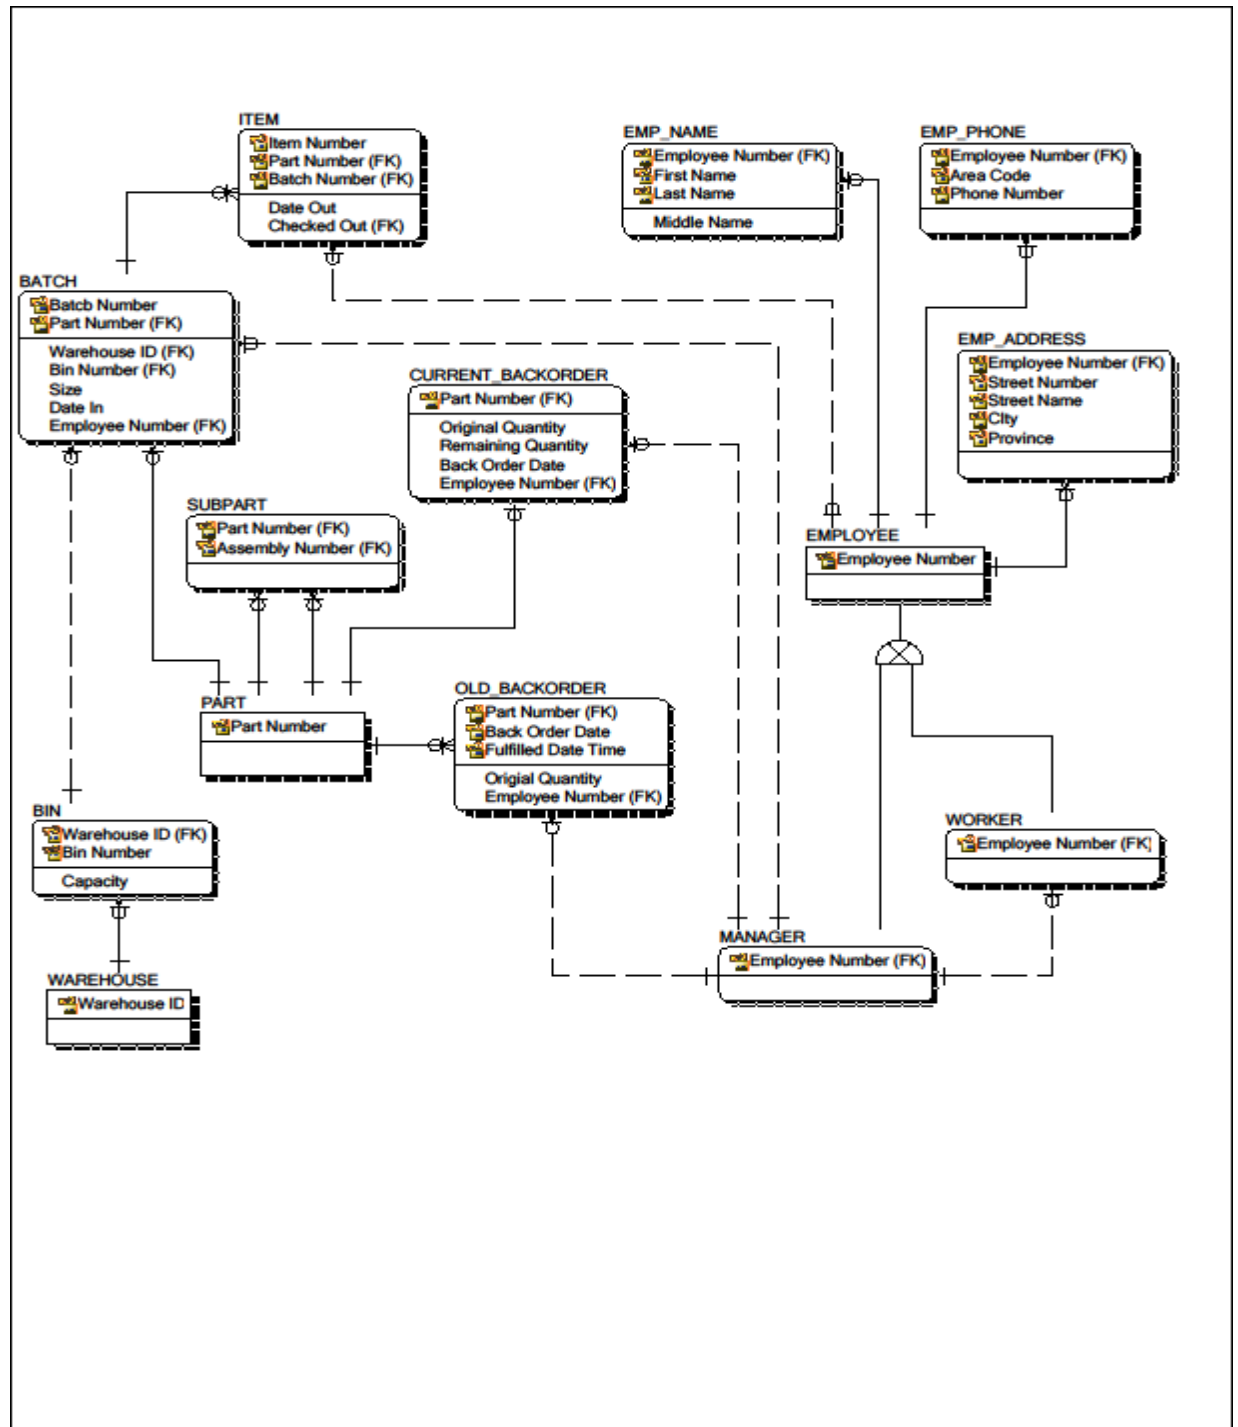 ITEM
Item Number
Part Number (FK)
Batch Number (FK)
Date Out
Checked Out (FK)
EMP_NAME
Employee Number (FK)
First Name
Last Name
Middle Name
EMP_PHONE
Employee Number (FK)
Area Code
Phone Number
BATCH
Batcb Number
Part Number (FK)
Warehouse ID (FK)
Bin Number (FK)
Size
Date In
Employee Number (FK)
EMP_ADDRESS
Employee Number (FK)
Street Number
Street Name
CIty
Province
CURRENT_BACKORDER
Part Number (FK)
Original Quantity
Remaining Quantity
Back Order Date
Employee Number (FK)
SUBPART
Part Number (FK)
Assembly Number (FK)
EMPLOYEE
Employee Number
PART
Part Number
OLD_BACKORDER
Part Number (FK)
Back Order Date
Fulfilled Date Time
Origial Quantity
Employee Number (FK)
BIN
Warehouse ID (FK)
Bin Number
Capacity
WORKER
Employee Number (FK)
MANAGER
Employee Number (FK)
WAREHOUSE
Warehouse ID